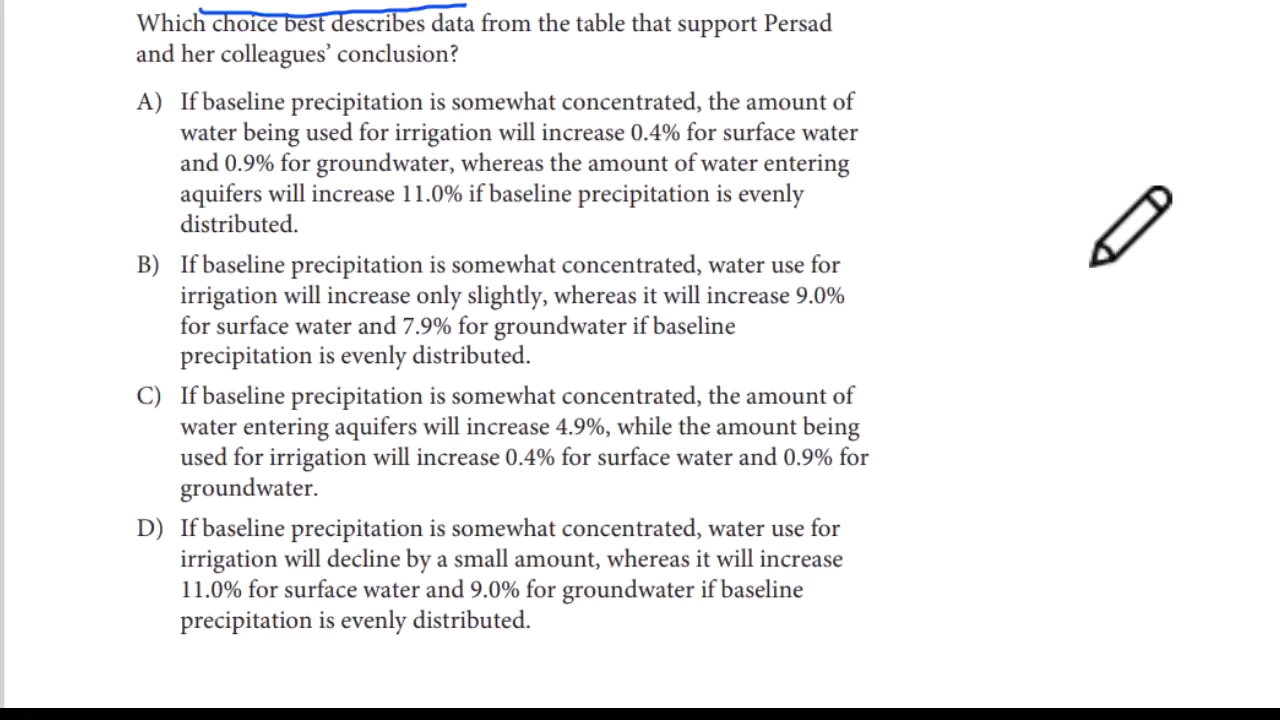 Which choice best describes data from the table that support Persad
and her colleagues’ conclusion?
A) If baseline precipitation is somewhat concentrated, the amount of
water being used for irrigation will increase 0.4% for surface water
and 0.9% for groundwater, whereas the amount of water entering
aquifers will increase 11.0% if baseline precipitation is evenly
distributed.
B) If baseline precipitation is somewhat concentrated, water use for
irrigation will increase only slightly, whereas it will increase 9.0%
for surface water and 7.9% for groundwater if baseline
precipitation is evenly distributed.
C) If baseline precipitation is somewhat concentrated, the amount of
water entering aquifers will increase 4.9%, while the amount being
used for irrigation will increase 0.4% for surface water and 0.9% for
groundwater.
D) If baseline precipitation is somewhat concentrated, water use for
irrigation will decline by a small amount, whereas it will increase
11.0% for surface water and 9.0% for groundwater if baseline
precipitation is evenly distributed.